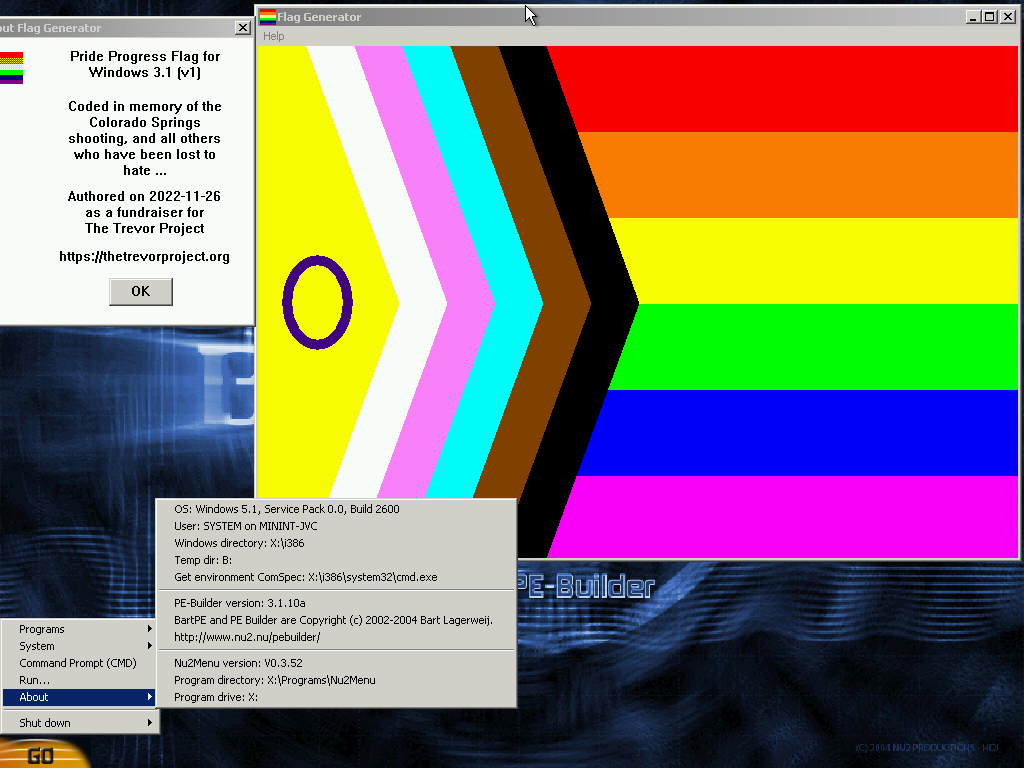 out Flag Generator
Pride Progress Flag for
Windows 3.1 (v1)
Coded in memory of the
Colorado Springs
shooting, and all others
who have been lost to
hate ...
Authored on 2022-11-26
as a fundraiser for
The Trevor Project
https://thetrevorproject.org
OK
Flag Generator
Help
OS: Windows 5.1, Service Pack 0.0, Build 2600
User: SYSTEM on MININT-JVC
Windows directory: X:\i386
Temp dir: B:
Get environment ComSpec: X:\i386\system32\cmd.exe
PE-Builder version: 3.1.10a
BartPE and PE Builder are Copyright (c) 2002-2004 Bart Lagerweij.
http://www.nu2.nu/pebuilder/
Nu2Menu version: V0.3.52
Program directory: X:\Programs\Nu2Menu
Program drive: X:
Programs
System
Command Prompt (CMD)
Run...
About
Shut down
GO
PE-Builder
(C) 2004 NU2 PRODUCTIONS - HDI